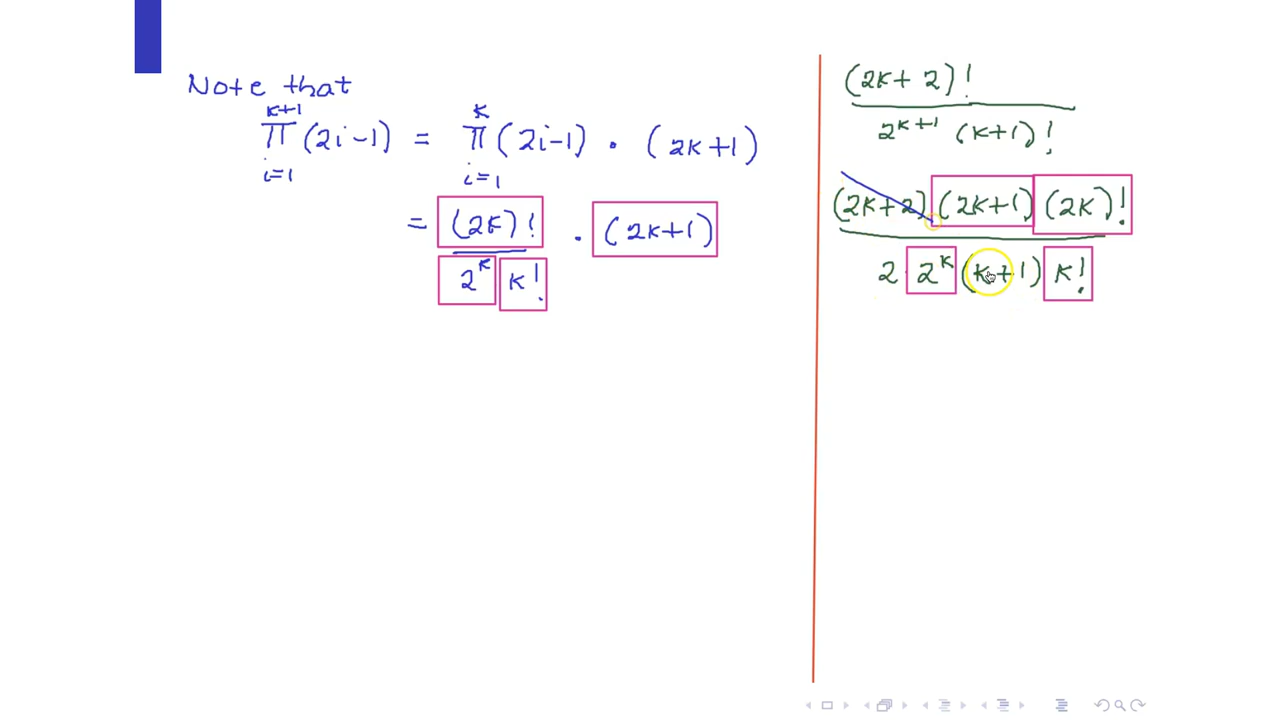 Note that
k+1
∏ (2i-1) = 
i=1
k
∏ (2i-1) · (2k+1)
i=1
= (2k)! / 2^k k! · (2k+1)
(2k+2)!
2^{k+1} (k+1)!
(2k+2) (2k+1) (2k)!
2 · 2^k (k+1) k!